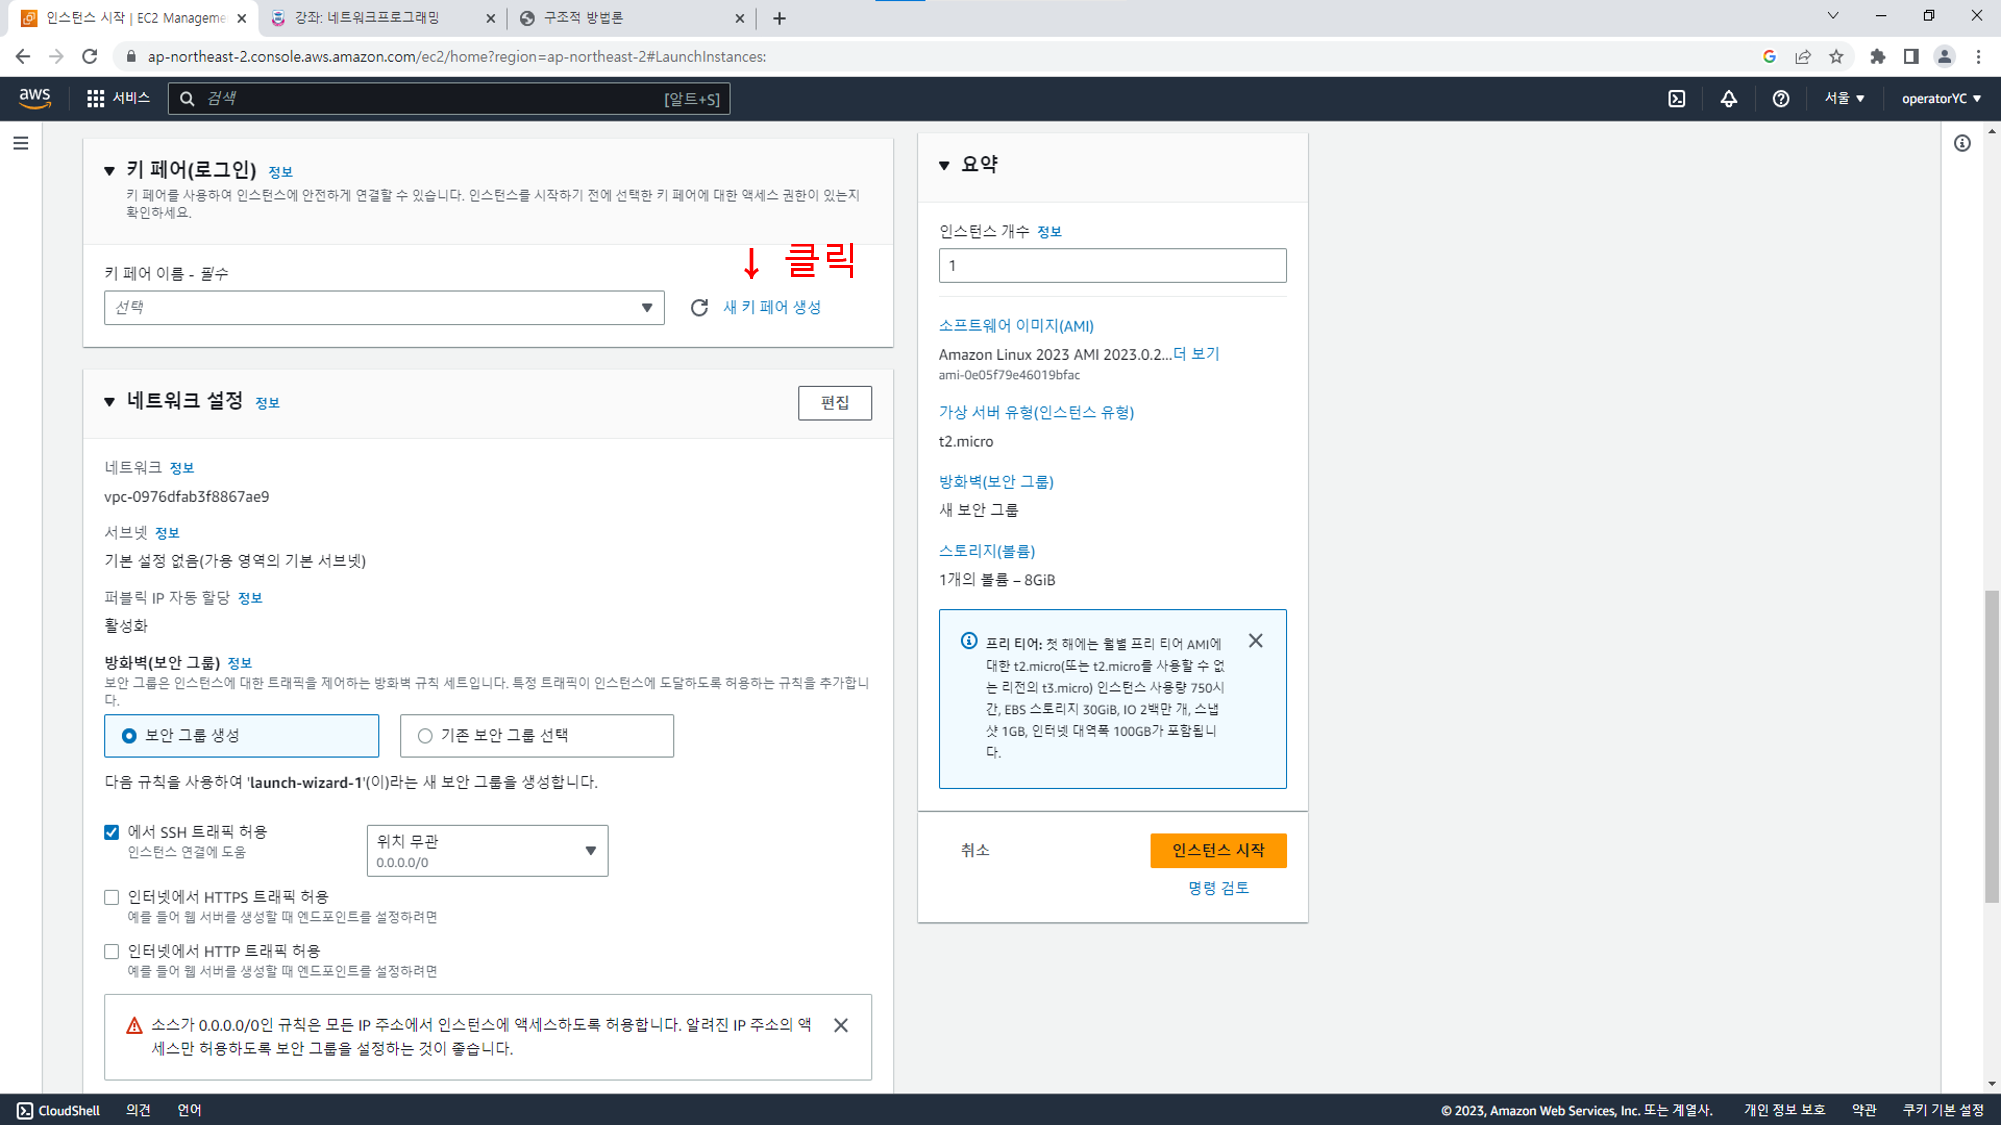 인스턴스 시작 | EC2 Manageme
강좌: 네트워크프로그래밍
구조적 방법론
ap-northeast-2.console.aws.amazon.com/ec2/home?region=ap-northeast-2#LaunchInstances:
aws
서비스
검색
[알트+S]
서울
operatorYC
키 페어(로그인) 정보
키 페어를 사용하여 인스턴스에 안전하게 연결할 수 있습니다. 인스턴스를 시작하기 전에 선택한 키 페어에 대한 액세스 권한이 있는지
확인하세요.
↓ 클릭
키 페어 이름 - 필수
선택
새 키 페어 생성
네트워크 설정 정보
편집
네트워크 정보
vpc-0976dfab3f8867ae9
서브넷 정보
기본 설정 없음(가용 영역의 기본 서브넷)
퍼블릭 IP 자동 할당 정보
활성화
방화벽(보안 그룹) 정보
보안 그룹은 인스턴스에 대한 트래픽을 제어하는 방화벽 규칙 세트입니다. 특정 트래픽이 인스턴스에 도달하도록 허용하는 규칙을 추가합니
다.
보안 그룹 생성
기존 보안 그룹 선택
다음 규칙을 사용하여 'launch-wizard-1'(이)라는 새 보안 그룹을 생성합니다.
에서 SSH 트래픽 허용
인스턴스 연결에 도움
위치 무관
0.0.0.0/0
인터넷에서 HTTPS 트래픽 허용
예를 들어 웹 서버를 생성할 때 엔드포인트를 설정하려면
인터넷에서 HTTP 트래픽 허용
예를 들어 웹 서버를 생성할 때 엔드포인트를 설정하려면
소스가 0.0.0.0/0인 규칙은 모든 IP 주소에서 인스턴스에 액세스하도록 허용합니다. 알려진 IP 주소의 액
세스만 허용하도록 보안 그룹을 설정하는 것이 좋습니다.
요약
인스턴스 개수 정보
1
소프트웨어 이미지(AMI)
Amazon Linux 2023 AMI 2023.0.2...더 보기
ami-0e05f79e46019bfac
가상 서버 유형(인스턴스 유형)
t2.micro
방화벽(보안 그룹)
새 보안 그룹
스토리지(볼륨)
1개의 볼륨 – 8GiB
프리 티어: 첫 해에는 월별 프리 티어 AMI에
대한 t2.micro(또는 t2.micro를 사용할 수 없
는 리전의 t3.micro) 인스턴스 사용량 750시
간, EBS 스토리지 30GiB, IO 2백만 개, 스냅
샷 1GB, 인터넷 대역폭 100GB가 포함됩니
다.
취소
인스턴스 시작
명령 검토
CloudShell
의견
언어
© 2023, Amazon Web Services, Inc. 또는 계열사.
개인 정보 보호
약관
쿠키 기본 설정